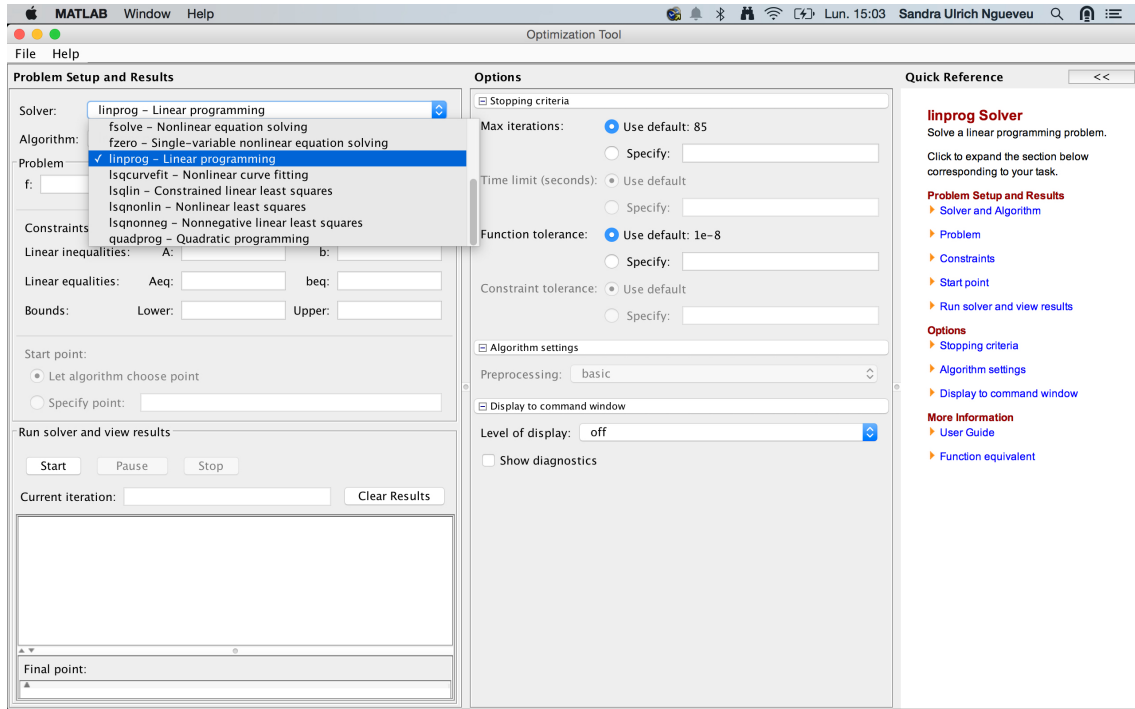 MATLAB Window Help Lun. 15:03 Sandra Ulrich Ngueveu
Optimization Tool
File Help
Problem Setup and Results
Solver: linprog – Linear programming
fsolve – Nonlinear equation solving
Algorithm: fzero – Single-variable nonlinear equation solving
✓ linprog – Linear programming
Problem
lsqcurvefit – Nonlinear curve fitting
f:
lsqlin – Constrained linear least squares
lsqnonlin – Nonlinear least squares
lsqnonneg – Nonnegative linear least squares
Constraints
quadprog – Quadratic programming
Linear inequalities: A: b:
Linear equalities: Aeq: beq:
Bounds: Lower: Upper:
Start point:
Let algorithm choose point
Specify point:
Run solver and view results
Start Pause Stop
Current iteration: Clear Results
Final point:
Options
Stopping criteria
Max iterations: Use default: 85
Specify:
Time limit (seconds): Use default
Specify:
Function tolerance: Use default: 1e-8
Specify:
Constraint tolerance: Use default
Specify:
Algorithm settings
Preprocessing: basic
Display to command window
Level of display: off
Show diagnostics
Quick Reference <<
linprog Solver
Solve a linear programming problem.
Click to expand the section below
corresponding to your task.
Problem Setup and Results
Solver and Algorithm
Problem
Constraints
Start point
Run solver and view results
Options
Stopping criteria
Algorithm settings
Display to command window
More Information
User Guide
Function equivalent